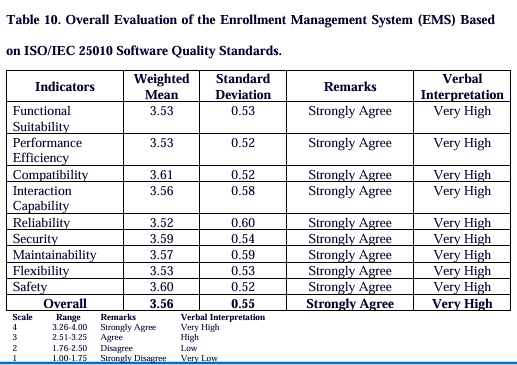 Table 10. Overall Evaluation of the Enrollment Management System (EMS) Based
on ISO/IEC 25010 Software Quality Standards.
Indicators Weighted Mean Standard Deviation Remarks Verbal Interpretation
Functional Suitability 3.53 0.53 Strongly Agree Very High
Performance Efficiency 3.53 0.52 Strongly Agree Very High
Compatibility 3.61 0.52 Strongly Agree Very High
Interaction Capability 3.56 0.58 Strongly Agree Very High
Reliability 3.52 0.60 Strongly Agree Very High
Security 3.59 0.54 Strongly Agree Very High
Maintainability 3.57 0.59 Strongly Agree Very High
Flexibility 3.53 0.53 Strongly Agree Very High
Safety 3.60 0.52 Strongly Agree Very High
Overall 3.56 0.55 Strongly Agree Very High
Scale Range Remarks Verbal Interpretation
4 3.26-4.00 Strongly Agree Very High
3 2.51-3.25 Agree High
2 1.76-2.50 Disagree Low
1 1.00-1.75 Strongly Disagree Very Low